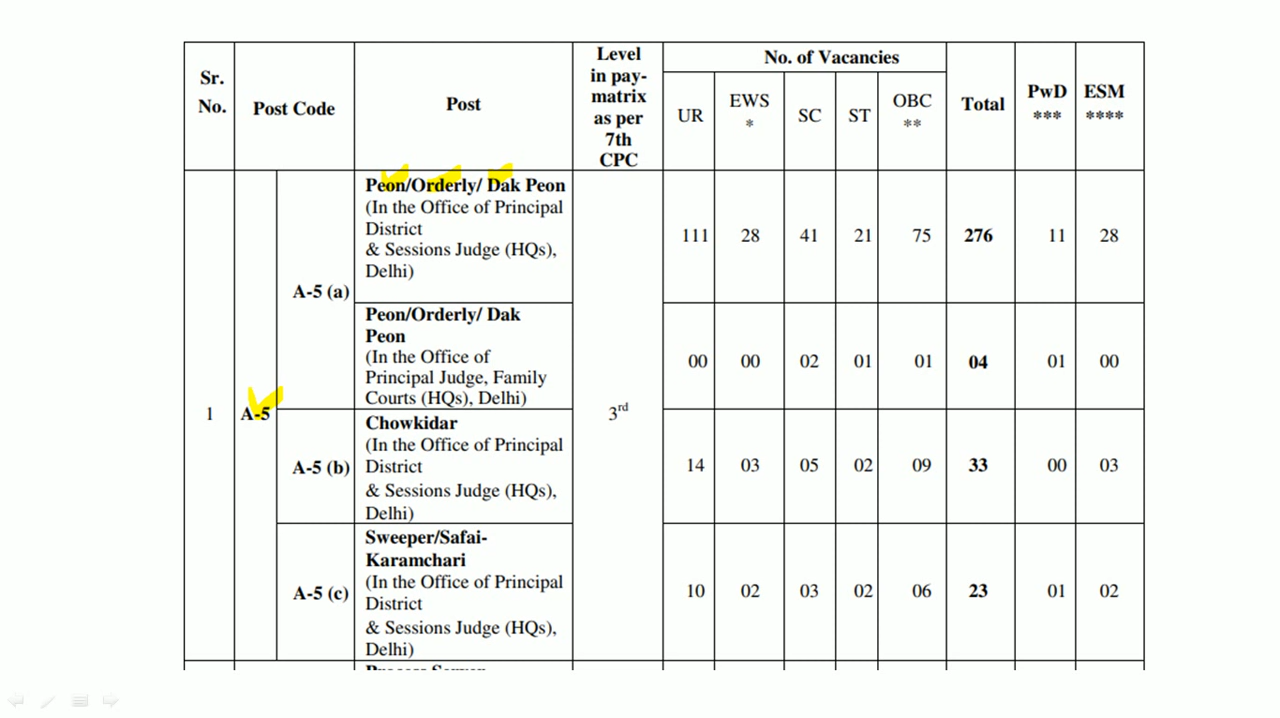 Sr.
No.
Post Code
Post
Level
in pay-
matrix
as per
7th
CPC
No. of Vacancies
UR
EWS
*
SC
ST
OBC
**
Total
PwD
***
ESM
****
1
A-5
A-5 (a)
Peon/Orderly/ Dak Peon
(In the Office of Principal
District
& Sessions Judge (HQs),
Delhi)
3rd
111 28 41 21 75 276 11 28
Peon/Orderly/ Dak
Peon
(In the Office of
Principal Judge, Family
Courts (HQs), Delhi)
00 00 02 01 01 04 01 00
A-5 (b)
Chowkidar
(In the Office of Principal
District
& Sessions Judge (HQs),
Delhi)
14 03 05 02 09 33 00 03
A-5 (c)
Sweeper/Safai-
Karamchari
(In the Office of Principal
District
& Sessions Judge (HQs),
Delhi)
10 02 03 02 06 23 01 02